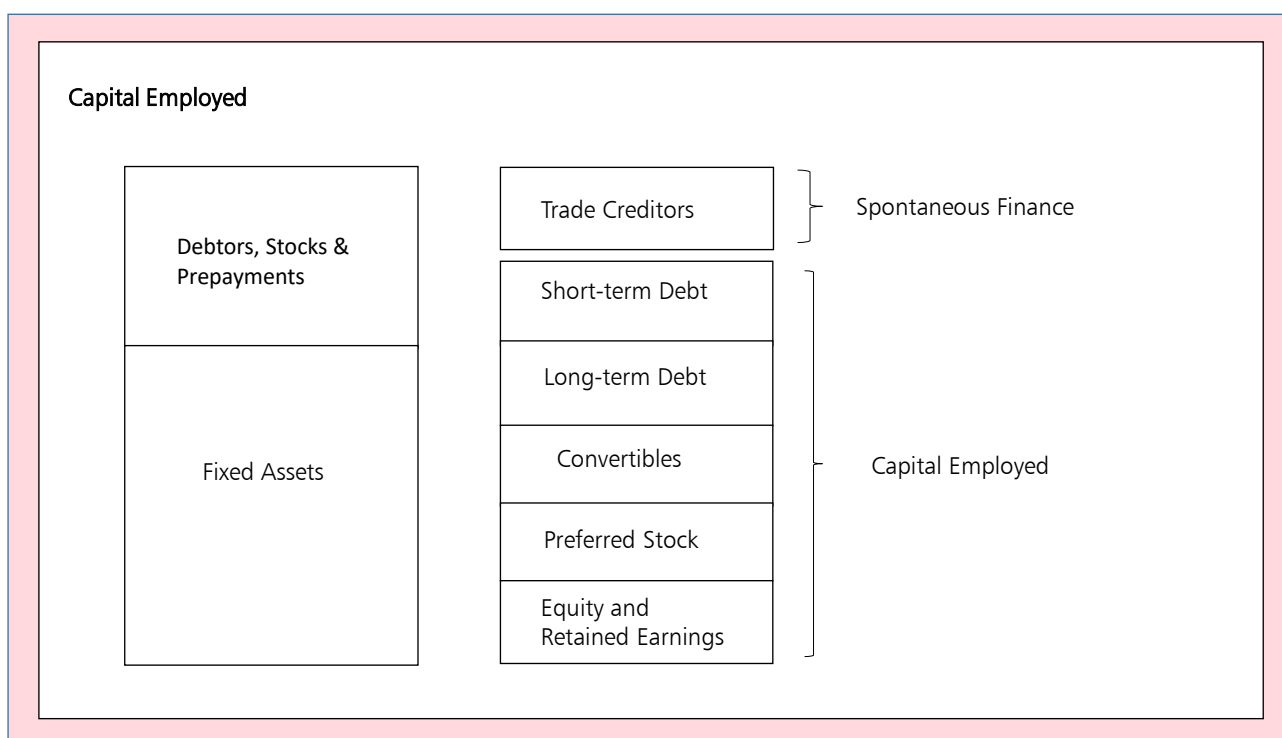 Capital Employed
Debtors, Stocks &
Prepayments
Fixed Assets
Trade Creditors
Spontaneous Finance
Short-term Debt
Long-term Debt
Convertibles
Preferred Stock
Equity and
Retained Earnings
Capital Employed